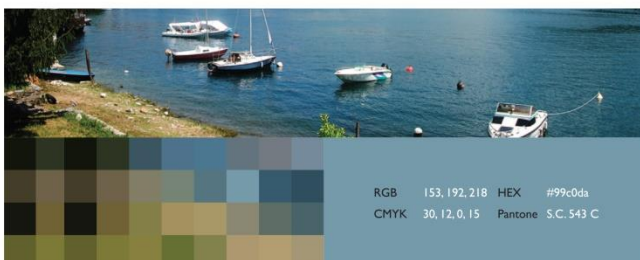 RGB 153, 192, 218 HEX #99c0da
CMYK 30, 12, 0, 15 Pantone S.C. 543 C